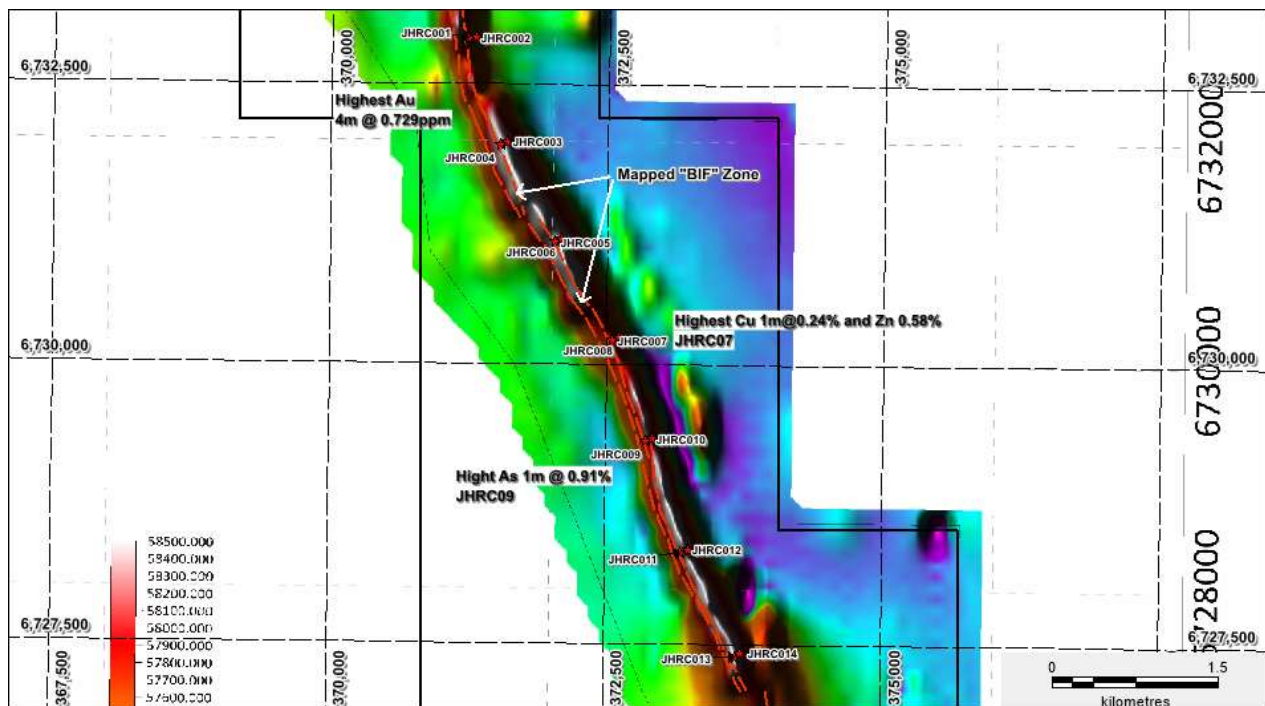 JHRC001
JHRC002
370,000
372,500
375,000
6,732,500
6,732,500
Highest Au
4m @ 0.729ppm
JHRC003
JHRC004
Mapped "BIF" Zone
6732000
JHRC005
JHRC006
Highest Cu 1m@0.24% and Zn 0.58%
JHRC07
JHRC007
JHRC008
6,730,000
6,730,000
6730000
JHRC010
JHRC009
Hight As 1m @ 0.91%
JHRC09
JHRC012
JHRC011
6728000
58500.000
58400.000
58300.000
58200.000
58100.000
58000.000
57900.000
57800.000
57700.000
57600.000
6,727,500
6,727,500
JHRC013
JHRC014
367,500
370,000
372,500
375,000
0
1.5
kilometres